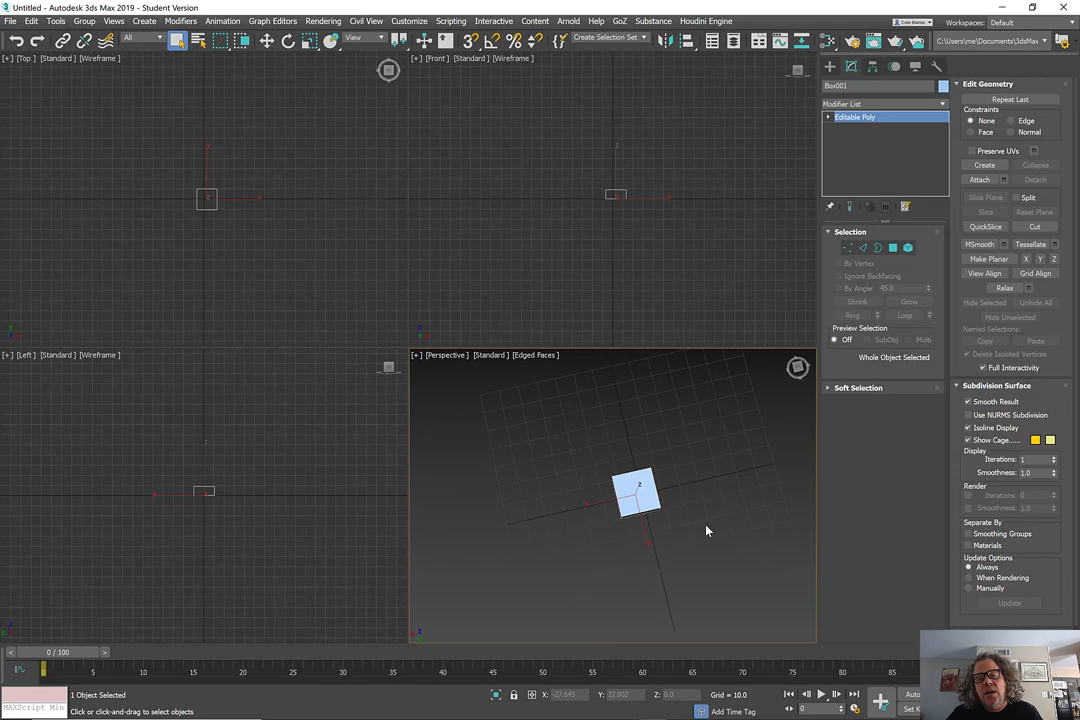 Untitled - Autodesk 3ds Max 2019 - Student Version
File Edit Tools Group Views Create Modifiers Animation Graph Editors Rendering Civil View Customize Scripting Interactive Content Arnold Help GoZ Substance Houdini Engine
Workspaces: Default
All View Create Selection Set C:\Users\me\Documents\3dsMax
[+] [Top] [Standard] [Wireframe]
[+] [Front] [Standard] [Wireframe]
[+] [Left] [Standard] [Wireframe]
[+] [Perspective] [Standard] [Edged Faces]
Box001
Modifier List
Editable Poly
Selection
By Vertex
Ignore Backfacing
By Angle: 45.0
Shrink Grow
Ring Loop
Preview Selection
Off SubObj Multi
Whole Object Selected
Soft Selection
Edit Geometry
Repeat Last
Constraints
None Edge
Face Normal
Preserve UVs
Create Collapse
Attach Detach
Slice Plane Split
Slice Reset Plane
QuickSlice Cut
MSmooth Tessellate
Make Planar X Y Z
View Align Grid Align
Relax
Hide Selected Unhide All
Hide Unselected
Named Selections:
Copy Paste
Delete Isolated Vertices
Full Interactivity
Subdivision Surface
Smooth Result
Use NURMS Subdivision
Isoline Display
Show Cage......
Display
Iterations: 1
Smoothness: 1.0
Render
Iterations: 0
Smoothness: 1.0
Separate By
Smoothing Groups
Materials
Update Options
Always
When Rendering
Manually
Update
0 / 100
0 5 10 15 20 25 30 35 40 45 50 55 60 65 70 75 80 85
MAXScript Min
1 Object Selected
Click or click-and-drag to select objects
X: -27.645 Y: 22.002 Z: 0.0 Grid = 10.0
Add Time Tag
0
Auto
Set K